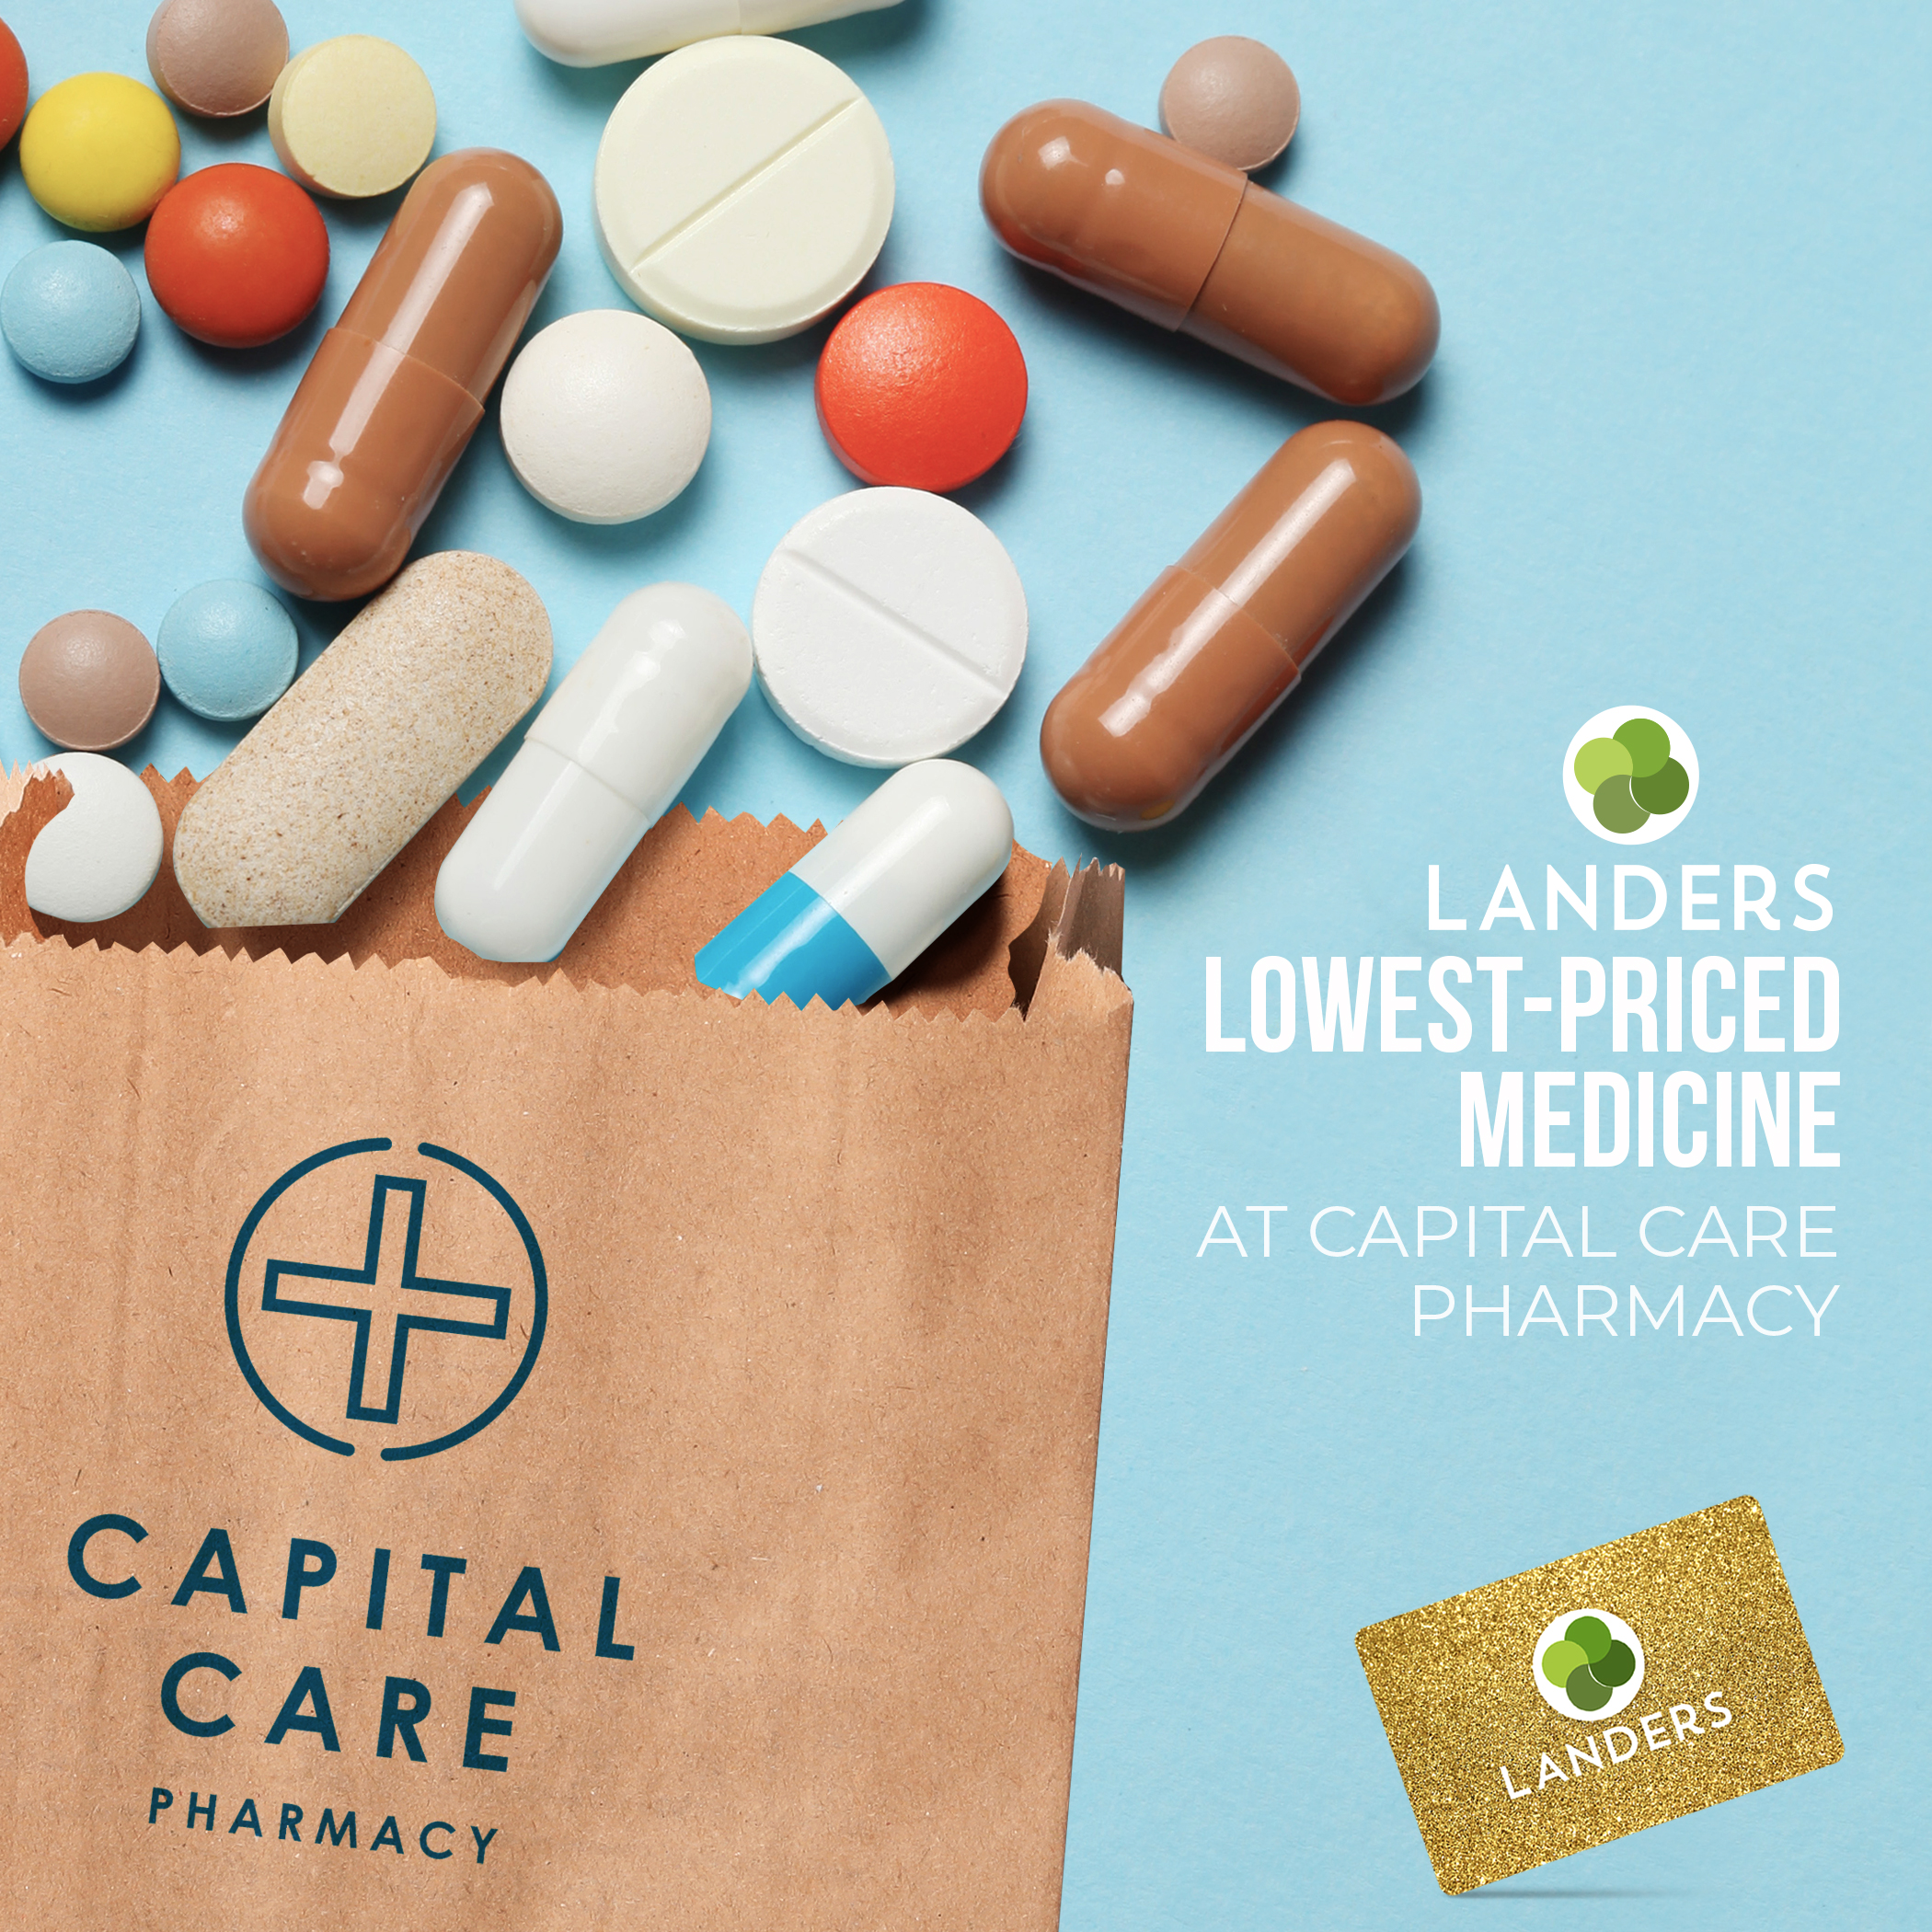 LANDERS
LOWEST-PRICED
MEDICINE
AT CAPITAL CARE
PHARMACY
CAPITAL
CARE
PHARMACY
LANDERS